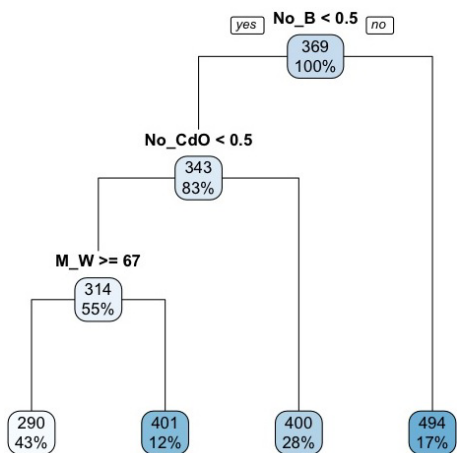 No_B < 0.5
yes
no
369
100%
No_CdO < 0.5
343
83%
M_W >= 67
314
55%
290
43%
401
12%
400
28%
494
17%